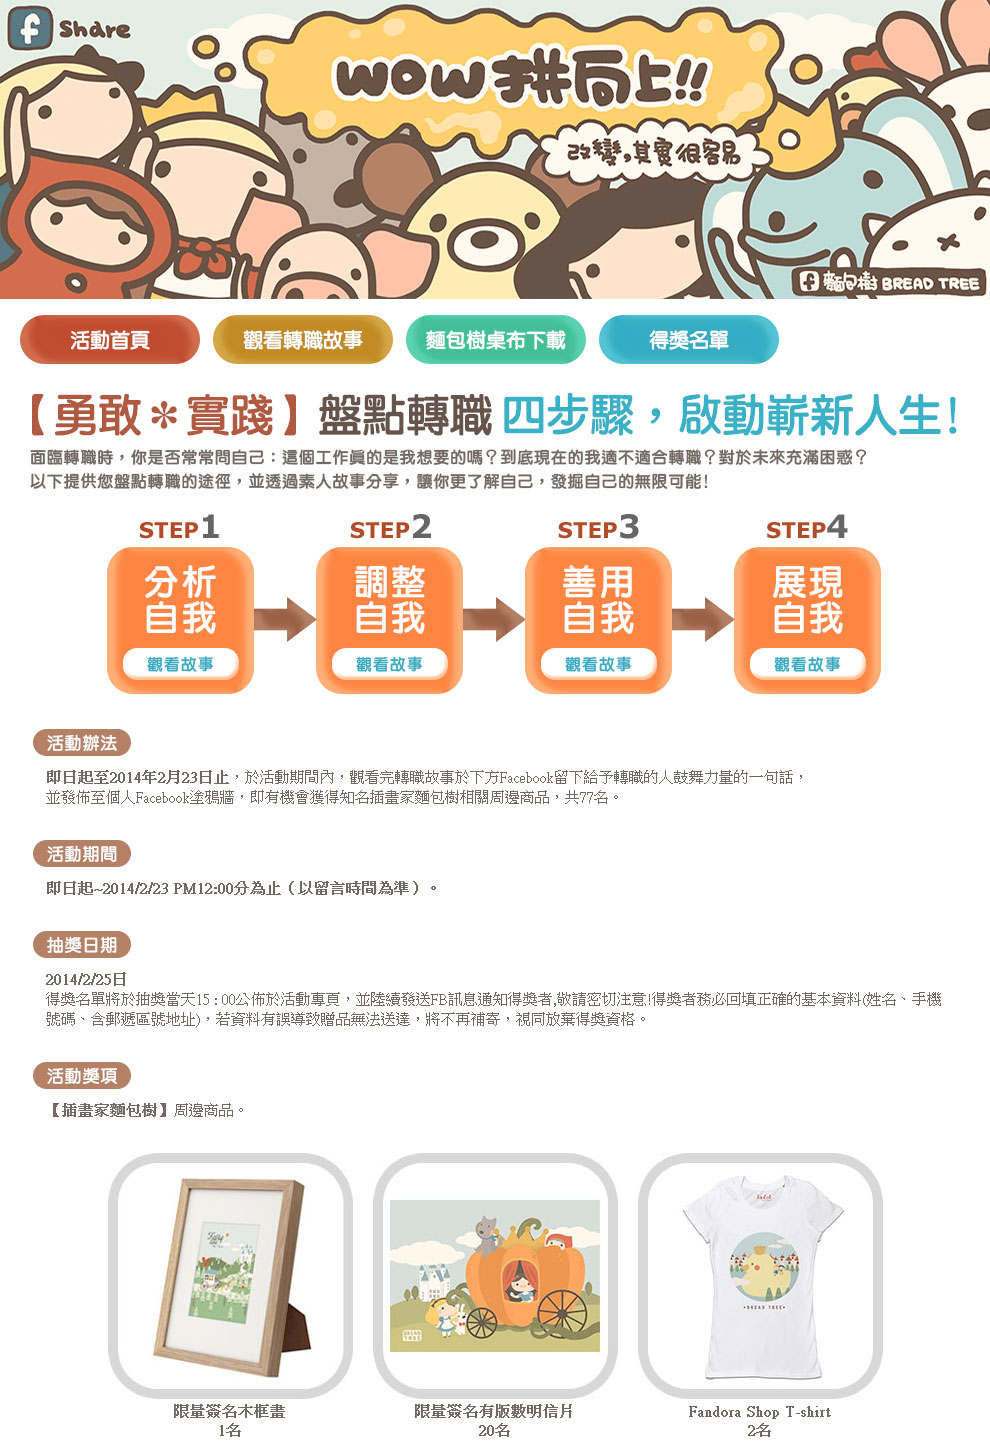 Share
WOW 拼向上!!
改變,其實很容易
麵包樹 BREAD TREE
活動首頁
觀看轉職故事
麵包樹桌布下載
得獎名單
【勇敢＊實踐】盤點轉職 四步驟，啟動嶄新人生!
面臨轉職時，你是否常常問自己：這個工作真的是我想要的嗎？到底現在的我適不適合轉職？對於未來充滿困惑？
以下提供您盤點轉職的途徑，並透過素人故事分享，讓你更了解自己，發掘自己的無限可能!
STEP1
STEP2
STEP3
STEP4
分析
自我
觀看故事
調整
自我
觀看故事
善用
自我
觀看故事
展現
自我
觀看故事
活動辦法
即日起至2014年2月23日止，於活動期間內，觀看完轉職故事於下方Facebook留下給予轉職的人鼓舞力量的一句話，
並發佈至個人Facebook塗鴉牆，即有機會獲得知名插畫家麵包樹相關周邊商品，共77名。
活動期間
即日起~2014/2/23 PM12:00分為止（以留言時間為準）。
抽獎日期
2014/2/25日
得獎名單將於抽獎當天15：00公佈於活動專頁，並陸續發送FB訊息通知得獎者,敬請密切注意!得獎者務必回填正確的基本資料(姓名、手機
號碼、含郵遞區號地址)，若資料有誤導致贈品無法送達，將不再補寄，視同放棄得獎資格。
活動獎項
【插畫家麵包樹】周邊商品。
Fairy
BREAD
TREE
•BREAD TREE•
限量簽名木框畫
1名
限量簽名有版數明信片
20名
Fandora Shop T-shirt
2名